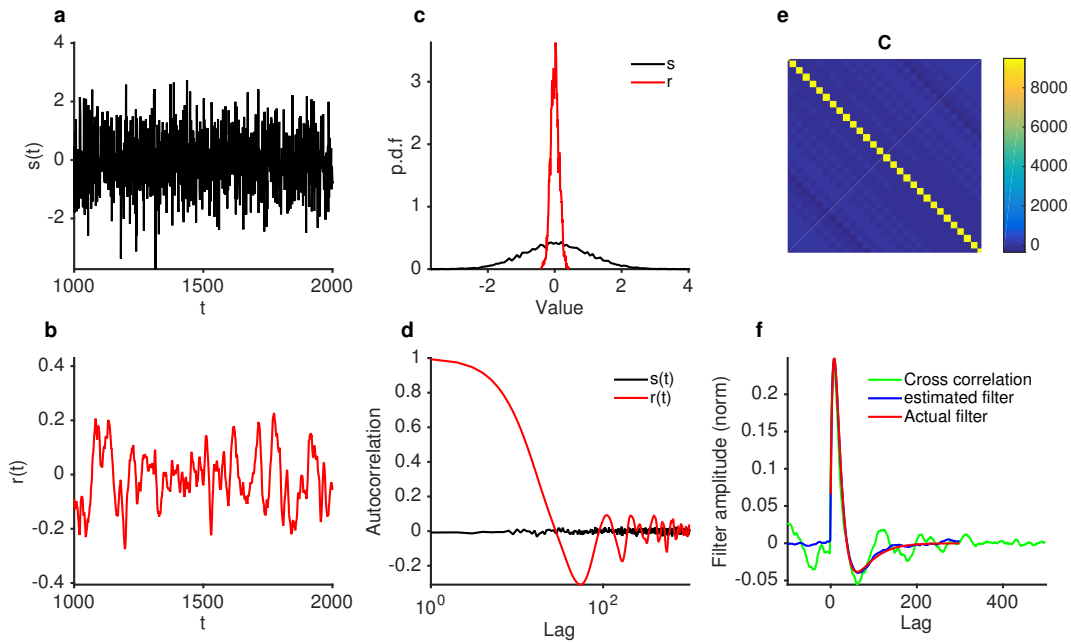 a
4
2
0
-2
s(t)
1000
1500
2000
t
b
0.4
0.2
0
-0.2
-0.4
r(t)
1000
1500
2000
t
c
3
2
1
0
p.d.f
s
r
-2
0
2
4
Value
d
1
0.8
0.6
0.4
0.2
0
-0.2
Autocorrelation
s(t)
r(t)
10^0
10^2
Lag
e
C
8000
6000
4000
2000
0
f
0.2
0.15
0.1
0.05
0
-0.05
Filter amplitude (norm)
Cross correlation
estimated filter
Actual filter
0
200
400
Lag